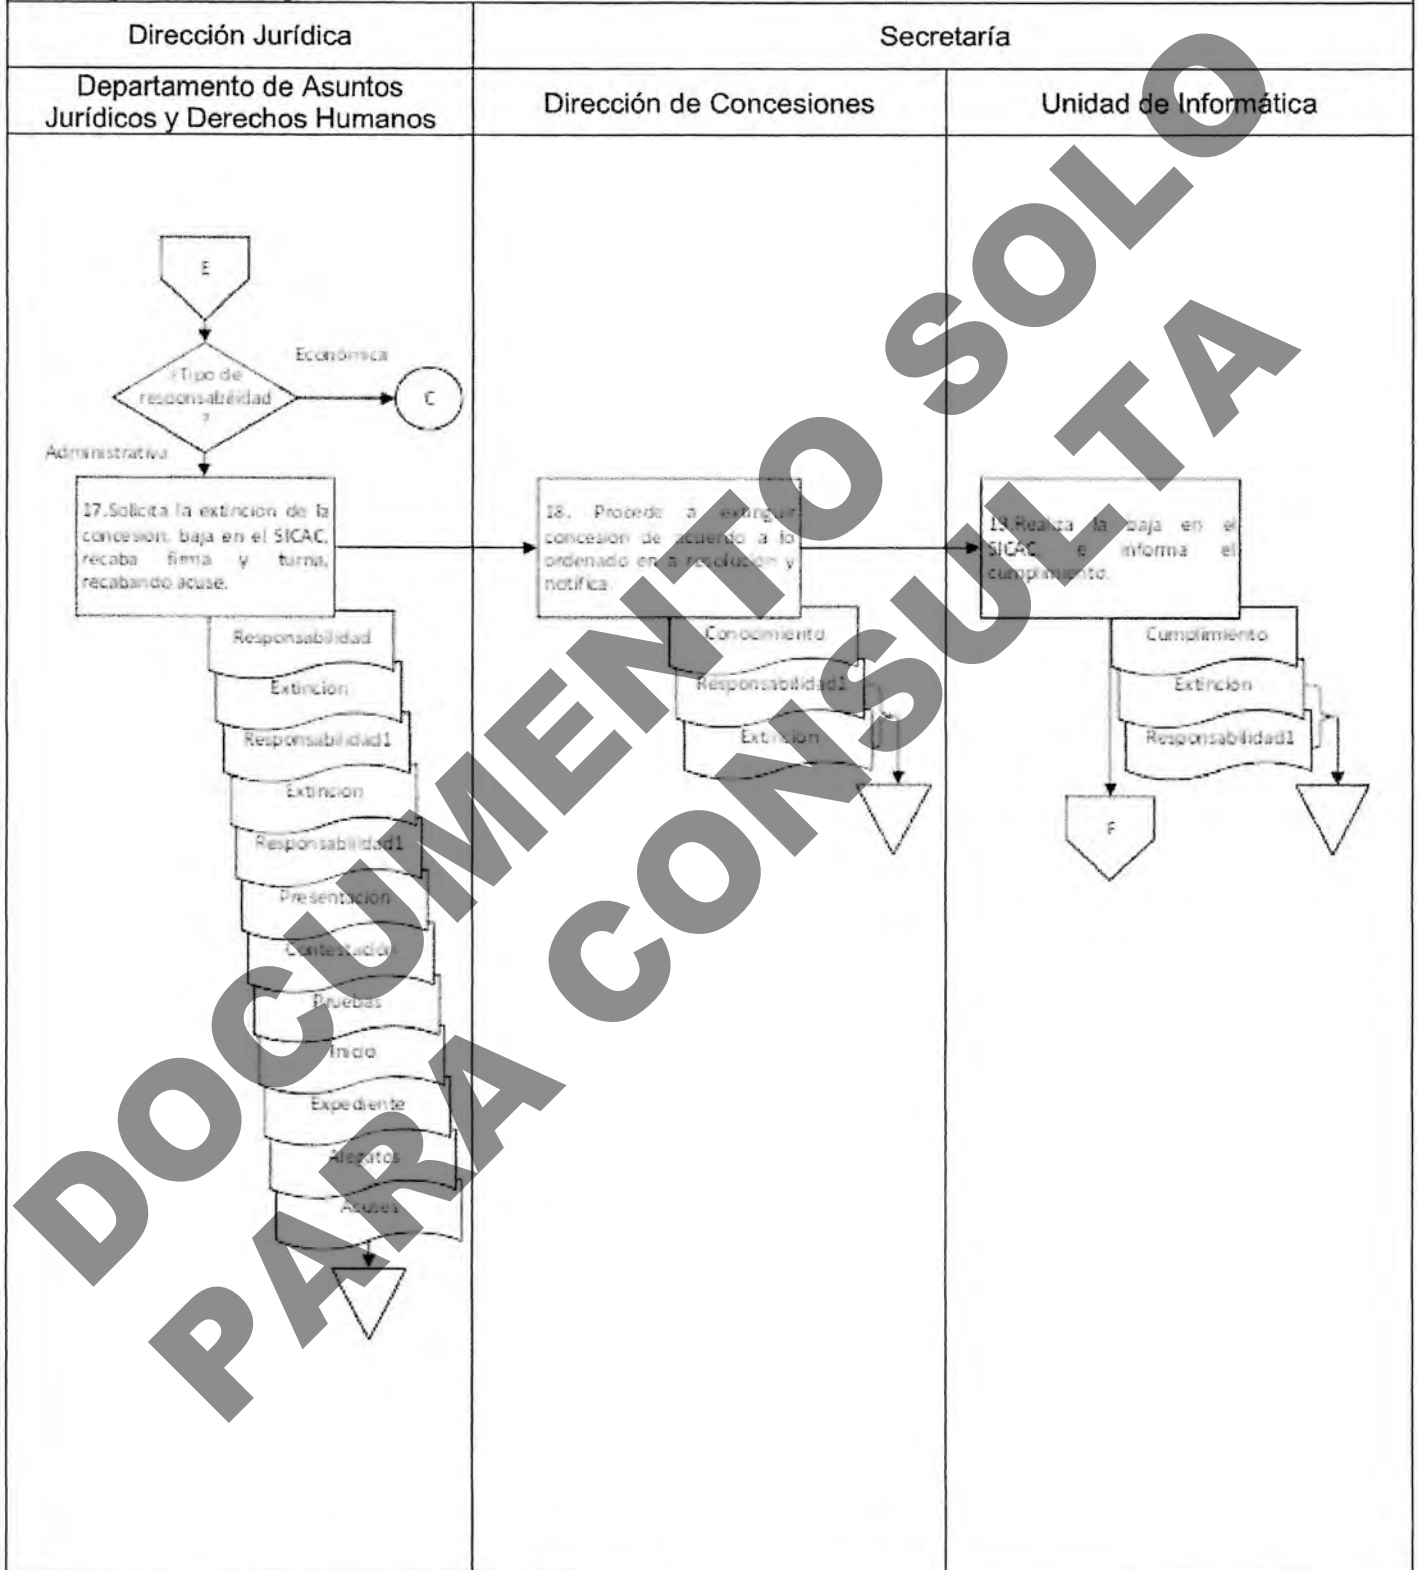 Dirección Jurídica
Secretaría
Departamento de Asuntos
Jurídicos y Derechos Humanos
Dirección de Concesiones
Unidad de Informática
E
¿Tipo de
responsabilidad
?
Económica
C
Administrativa
17.Solicita la extincion de la
concesión, baja en el SICAC,
recaba firma y turna,
recabando acuse.
Responsabilidad
Extincion
Responsabilidad1
Extincion
Responsabilidad1
Presentación
Contestación
Pruebas
Inicio
Expediente
Alegatos
Acuses
18. Procede a extinguir
concesión de acuerdo a lo
ordenado en a resolución y
notifica.
Conocimiento
Responsabilidad1
Extincion
19.Realiza la baja en el
SICAC, e informa el
cumplimiento.
Cumplimiento
Extincion
Responsabilidad1
F
DOCUMENTO SOLO
PARA CONSULTA